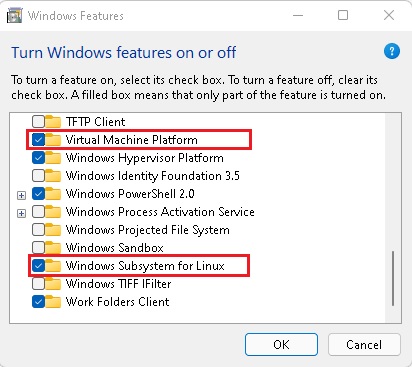 Windows Features
Turn Windows features on or off
To turn a feature on, select its check box. To turn a feature off, clear its
check box. A filled box means that only part of the feature is turned on.
TFTP Client
Virtual Machine Platform
Windows Hypervisor Platform
Windows Identity Foundation 3.5
Windows PowerShell 2.0
Windows Process Activation Service
Windows Projected File System
Windows Sandbox
Windows Subsystem for Linux
Windows TIFF IFilter
Work Folders Client
OK
Cancel